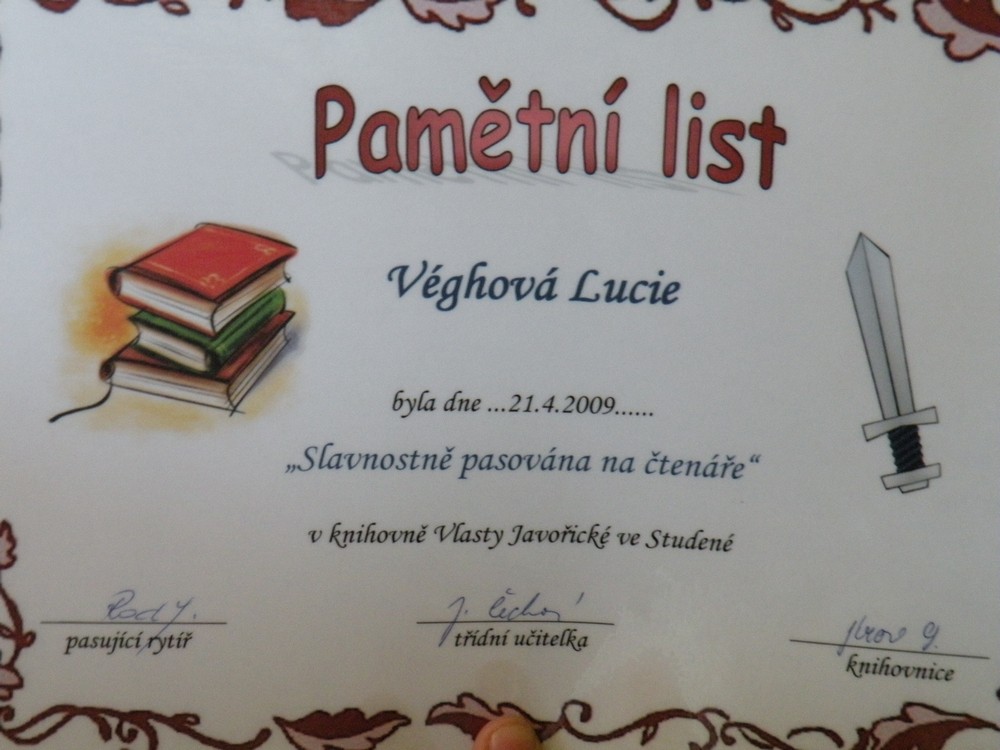 Pamětní list
Véghová Lucie
byla dne ...21.4.2009......
„Slavnostně pasována na čtenáře“
v knihovně Vlasty Javořické ve Studené
pasující rytíř
třídní učitelka
knihovnice